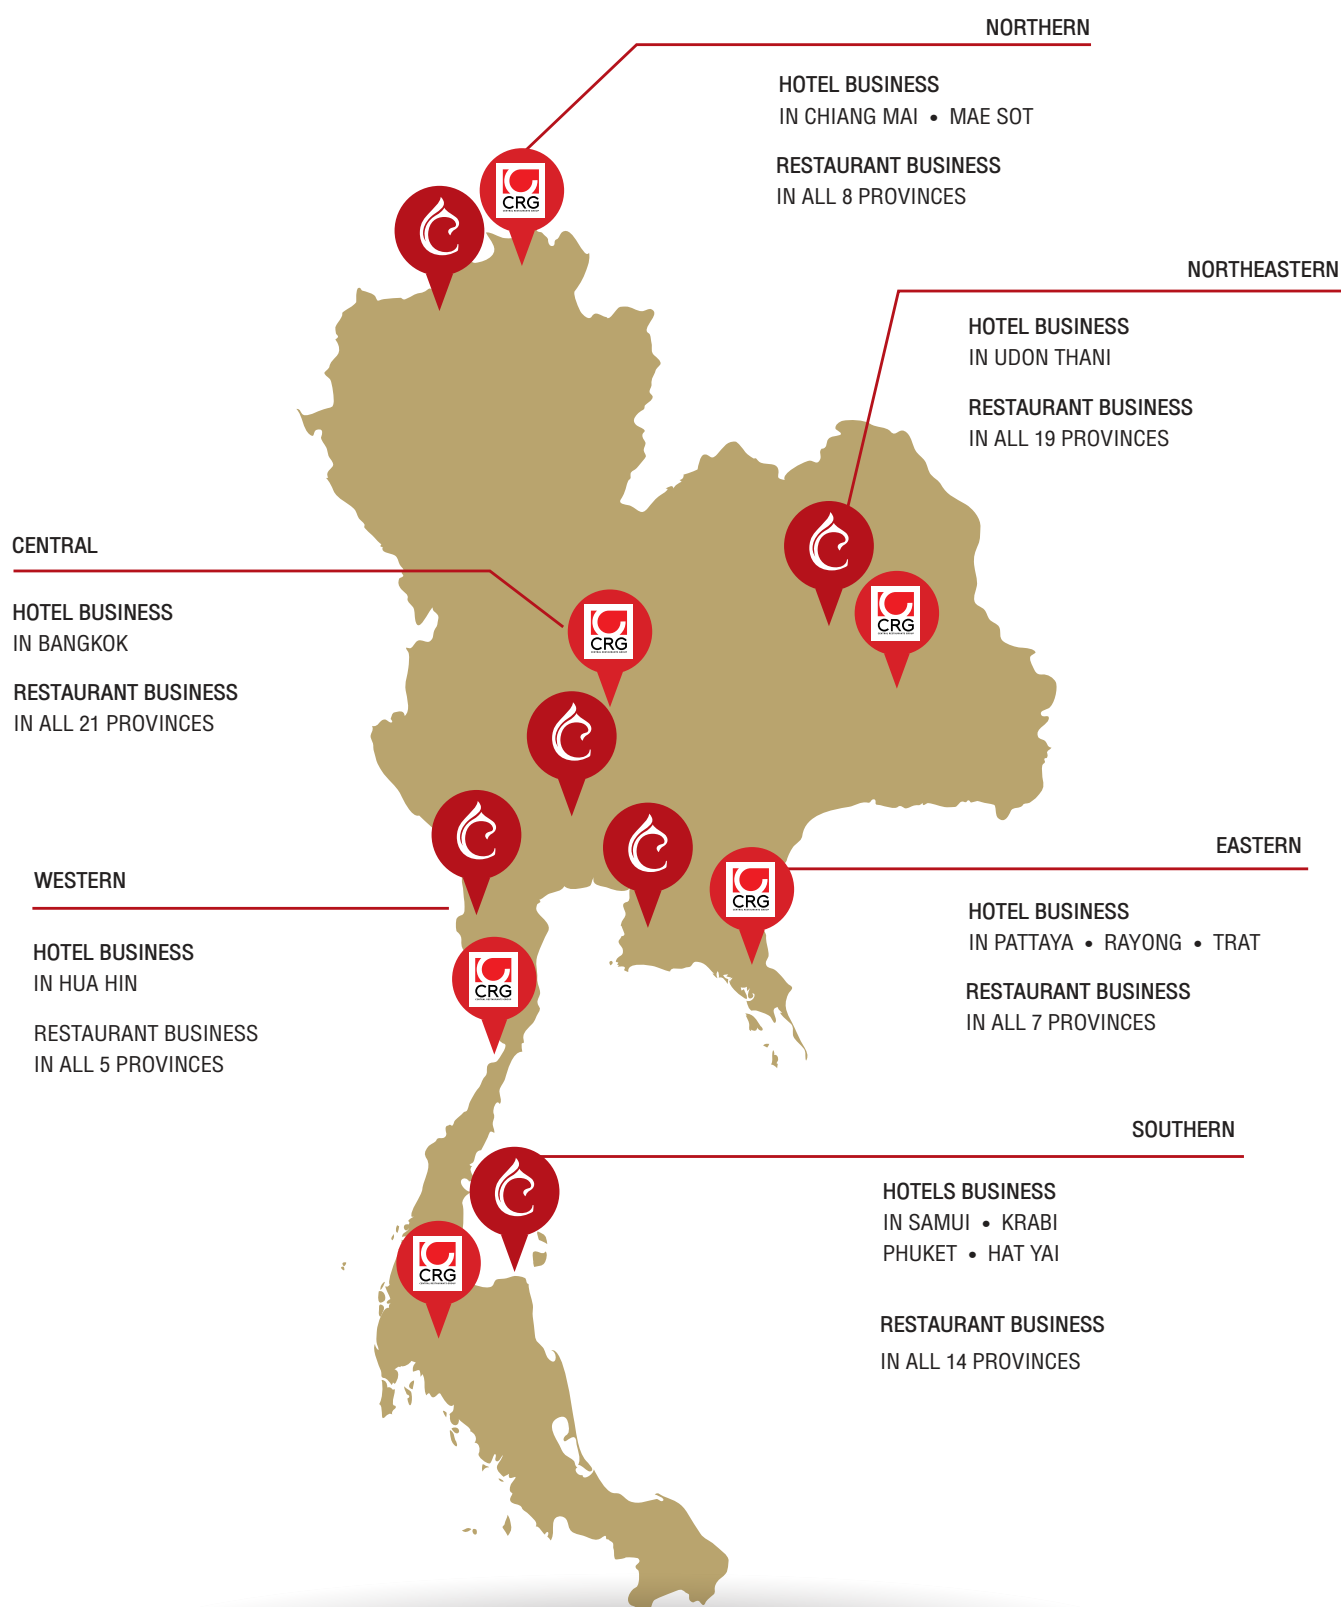 NORTHERN
HOTEL BUSINESS
IN CHIANG MAI • MAE SOT
RESTAURANT BUSINESS
IN ALL 8 PROVINCES
CRG
NORTHEASTERN
HOTEL BUSINESS
IN UDON THANI
RESTAURANT BUSINESS
IN ALL 19 PROVINCES
CRG
CENTRAL
HOTEL BUSINESS
IN BANGKOK
RESTAURANT BUSINESS
IN ALL 21 PROVINCES
CRG
EASTERN
HOTEL BUSINESS
IN PATTAYA • RAYONG • TRAT
RESTAURANT BUSINESS
IN ALL 7 PROVINCES
CRG
WESTERN
HOTEL BUSINESS
IN HUA HIN
RESTAURANT BUSINESS
IN ALL 5 PROVINCES
CRG
SOUTHERN
HOTELS BUSINESS
IN SAMUI • KRABI
PHUKET • HAT YAI
RESTAURANT BUSINESS
IN ALL 14 PROVINCES
CRG